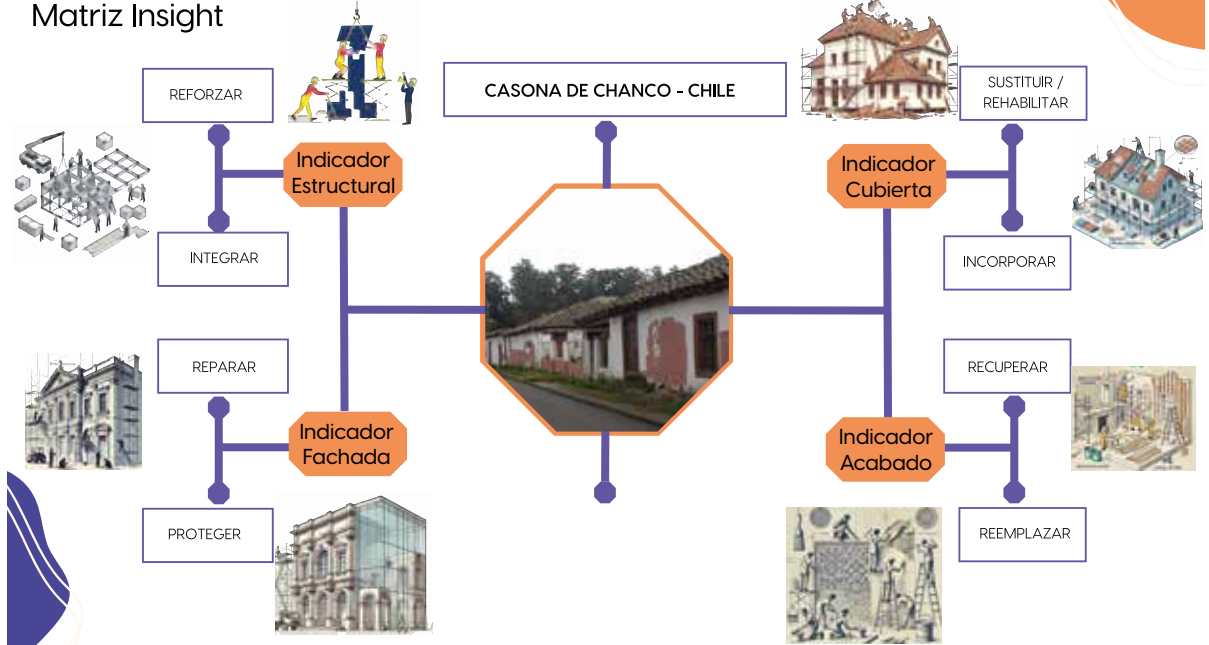 Matriz Insight
CASONA DE CHANCO - CHILE
REFORZAR
Indicador
Estructural
INTEGRAR
REPARAR
Indicador
Fachada
PROTEGER
SUSTITUIR /
REHABILITAR
Indicador
Cubierta
INCORPORAR
RECUPERAR
Indicador
Acabado
REEMPLAZAR